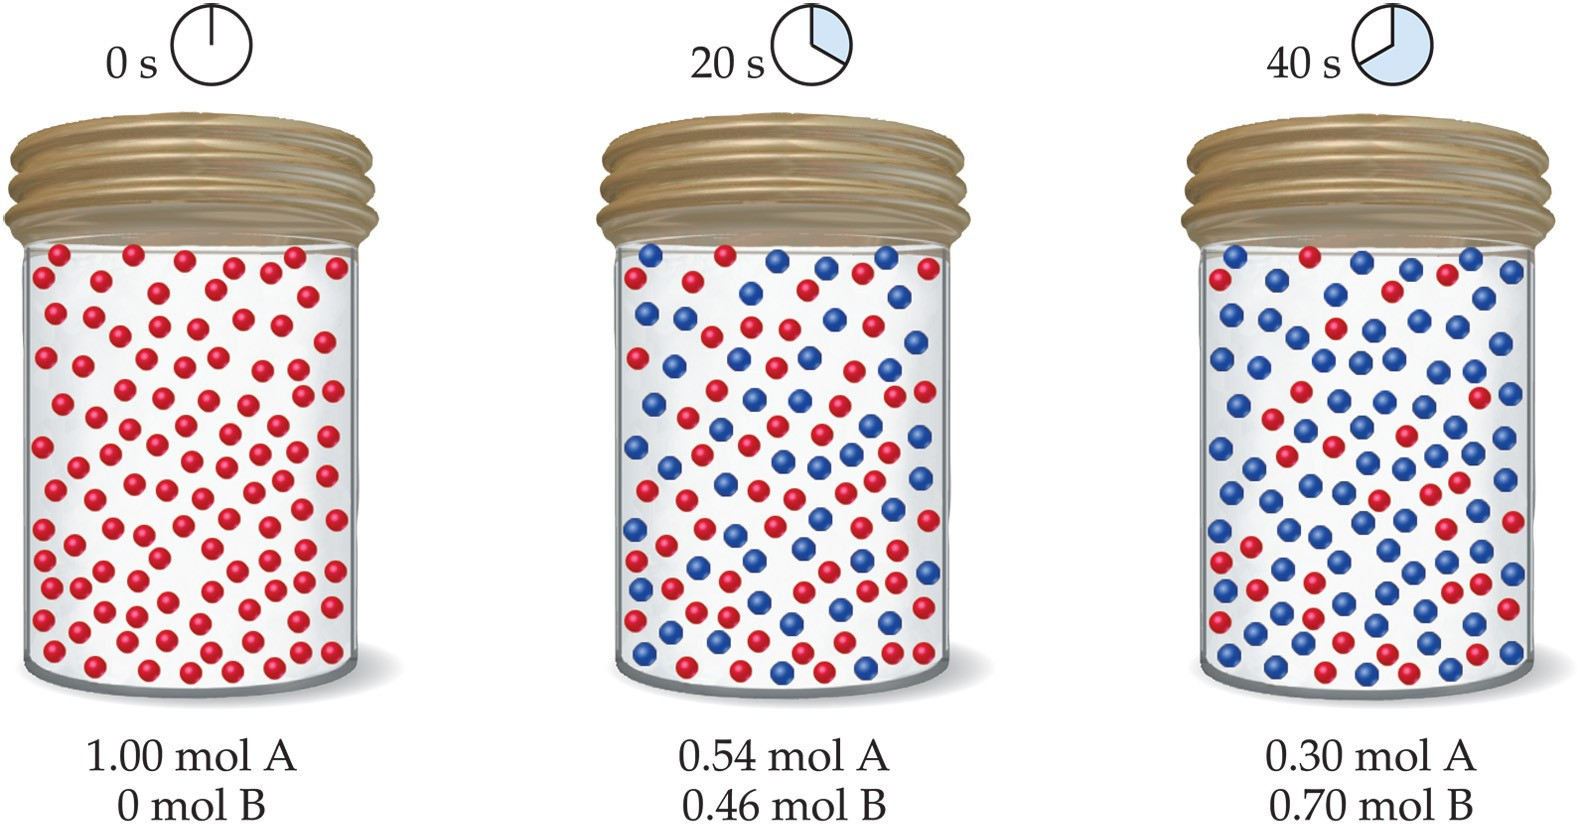 0 s
20 s
40 s
1.00 mol A
0 mol B
0.54 mol A
0.46 mol B
0.30 mol A
0.70 mol B